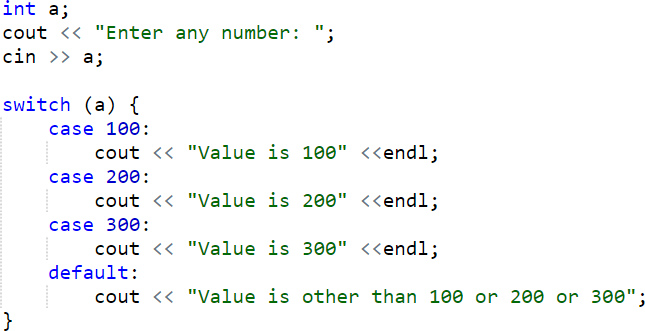 int a;
cout << "Enter any number: ";
cin >> a;
switch (a) {
case 100:
cout << "Value is 100" <<endl;
case 200:
cout << "Value is 200" <<endl;
case 300:
cout << "Value is 300" <<endl;
default:
cout << "Value is other than 100 or 200 or 300";
}